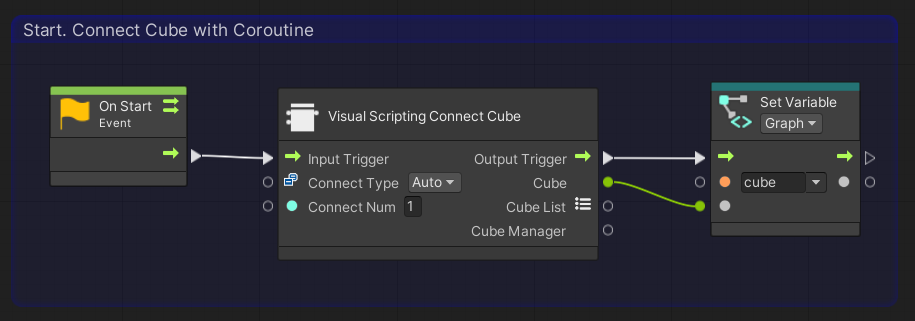 Start. Connect Cube with Coroutine
On Start
Event
Visual Scripting Connect Cube
Input Trigger
Output Trigger
Connect Type
Auto
Cube
Connect Num
1
Cube List
Cube Manager
Set Variable
Graph
cube